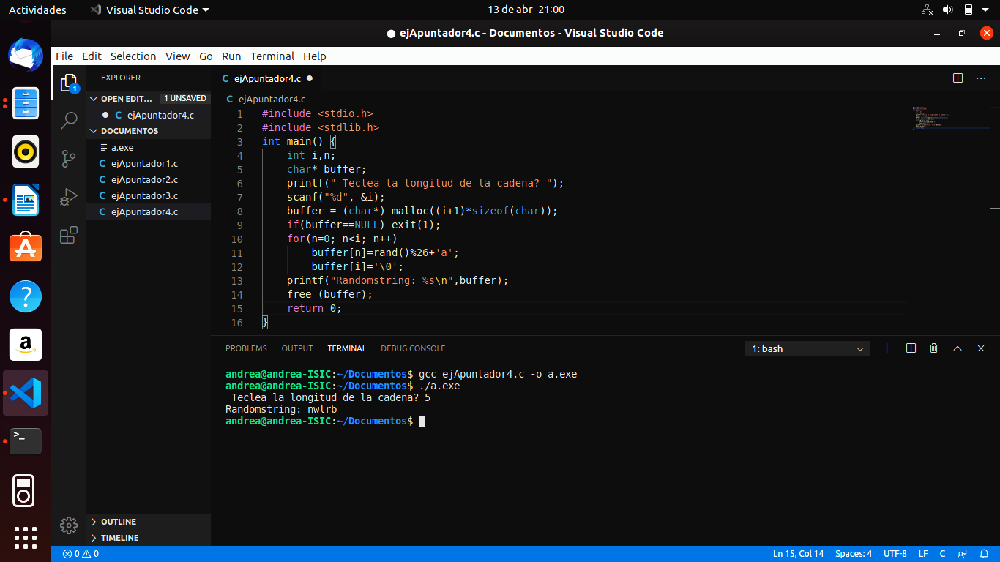 Actividades Visual Studio Code 13 de abr 21:00
ejApuntador4.c - Documentos - Visual Studio Code
File Edit Selection View Go Run Terminal Help
1
EXPLORER
OPEN EDIT... 1 UNSAVED
C ejApuntador4.c
DOCUMENTOS
a.exe
C ejApuntador1.c
C ejApuntador2.c
C ejApuntador3.c
C ejApuntador4.c
OUTLINE
TIMELINE
C ejApuntador4.c
C ejApuntador4.c
1 #include <stdio.h>
2 #include <stdlib.h>
3 int main() {
4     int i,n;
5     char* buffer;
6     printf(" Teclea la longitud de la cadena? ");
7     scanf("%d", &i);
8     buffer = (char*) malloc((i+1)*sizeof(char));
9     if(buffer==NULL) exit(1);
10     for(n=0; n<i; n++)
11         buffer[n]=rand()%26+'a';
12         buffer[i]='\0';
13     printf("Randomstring: %s\n",buffer);
14     free (buffer);
15     return 0;
16 }
PROBLEMS OUTPUT TERMINAL DEBUG CONSOLE 1: bash
andrea@andrea-ISIC:~/Documentos$ gcc ejApuntador4.c -o a.exe
andrea@andrea-ISIC:~/Documentos$ ./a.exe
 Teclea la longitud de la cadena? 5
Randomstring: nwlrb
andrea@andrea-ISIC:~/Documentos$
0 0 Ln 15, Col 14 Spaces: 4 UTF-8 LF C